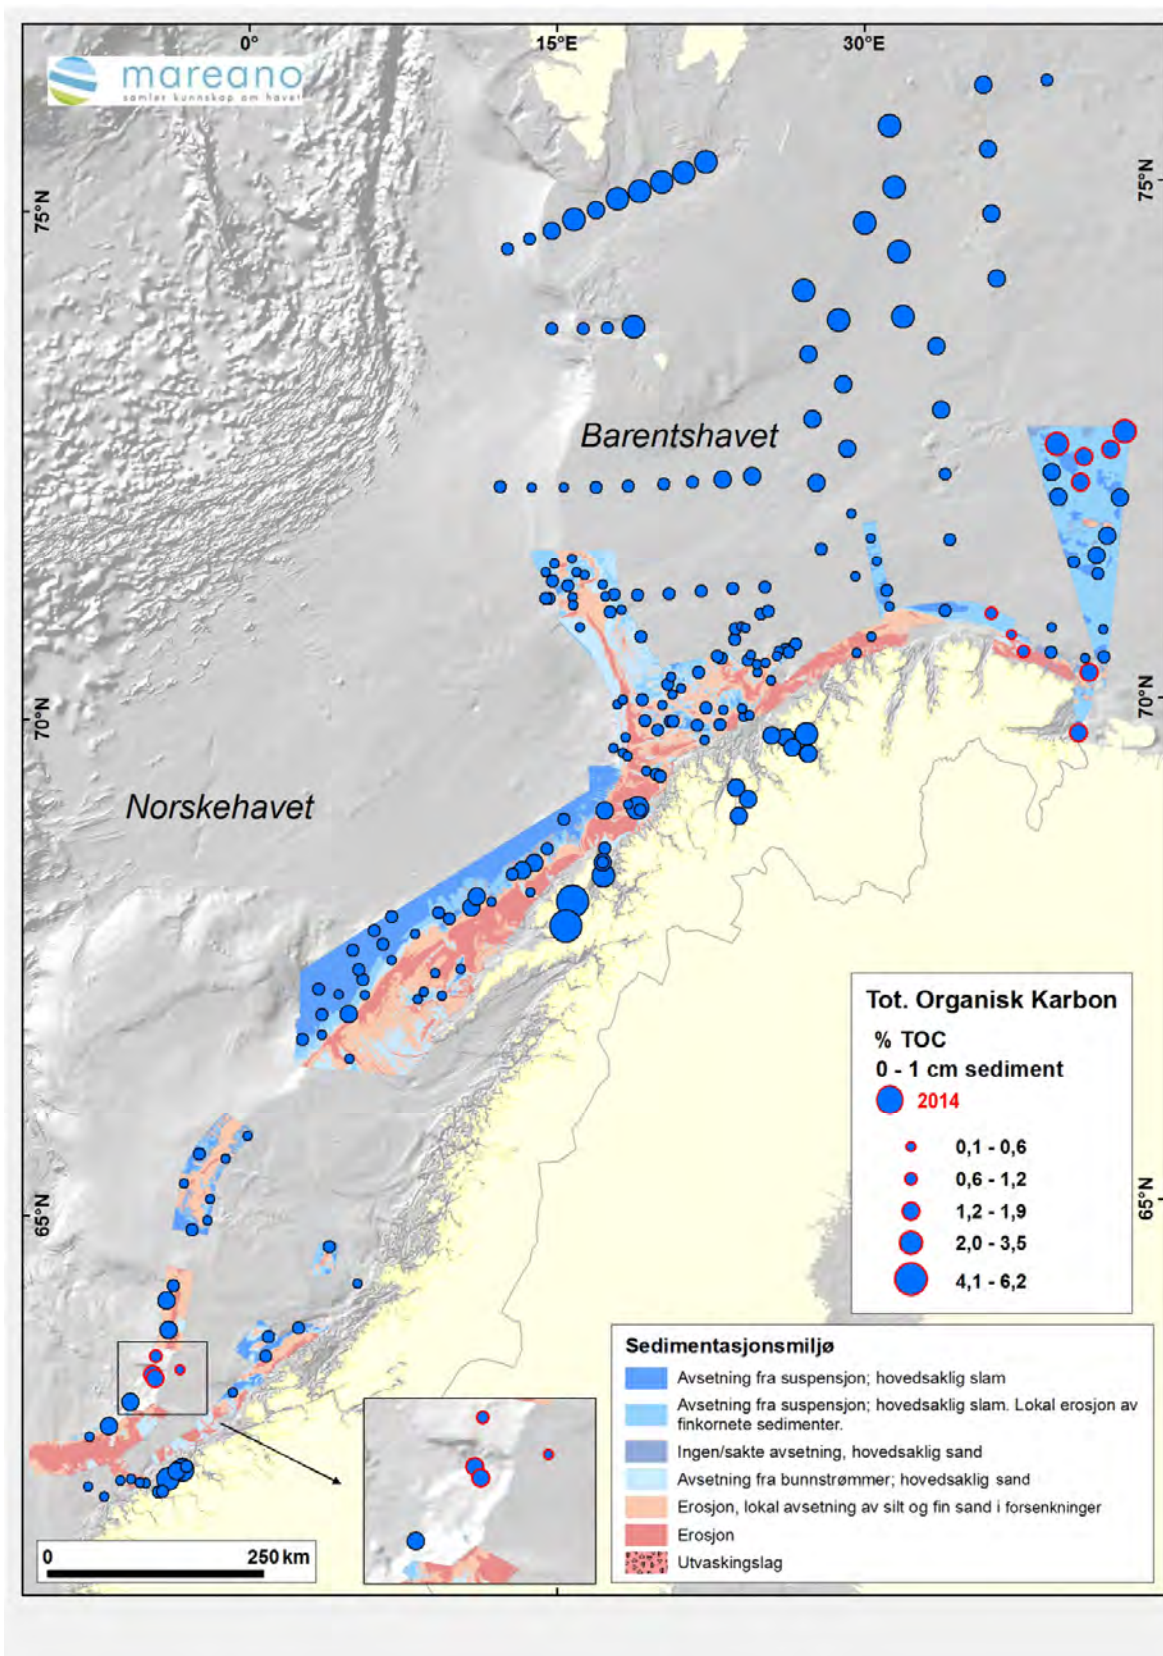 0°
15°E
30°E
mareano
samler kunnskap om havet
75°N
75°N
Barentshavet
70°N
70°N
Norskehavet
65°N
65°N
Tot. Organisk Karbon
% TOC
0 - 1 cm sediment
2014
0,1 - 0,6
0,6 - 1,2
1,2 - 1,9
2,0 - 3,5
4,1 - 6,2
Sedimentasjonsmiljø
Avsetning fra suspensjon; hovedsaklig slam
Avsetning fra suspensjon; hovedsaklig slam. Lokal erosjon av
finkornete sedimenter.
Ingen/sakte avsetning, hovedsaklig sand
Avsetning fra bunnstrømmer; hovedsaklig sand
Erosjon, lokal avsetning av silt og fin sand i forsenkninger
Erosjon
Utvaskingslag
0 250 km